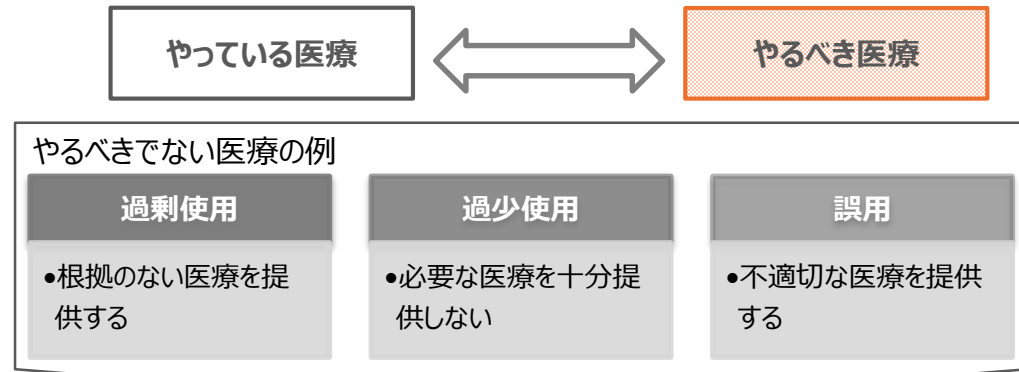 やっている医療
やるべき医療
やるべきでない医療の例
過剰使用
•根拠のない医療を提
供する
過少使用
•必要な医療を十分提
供しない
誤用
•不適切な医療を提供
する